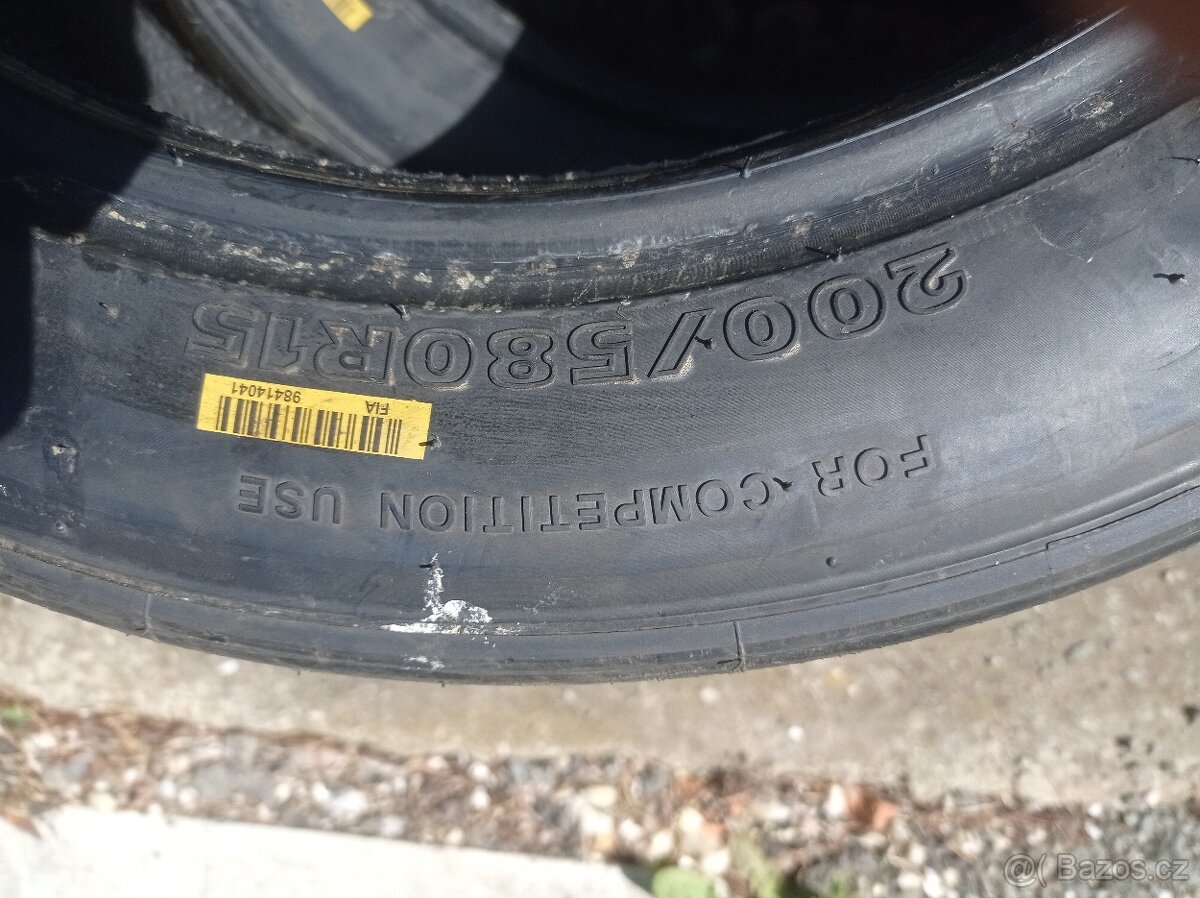 FOR COMPETITION USE
FIA
98414041
200/580R15
@( Bazos.cz